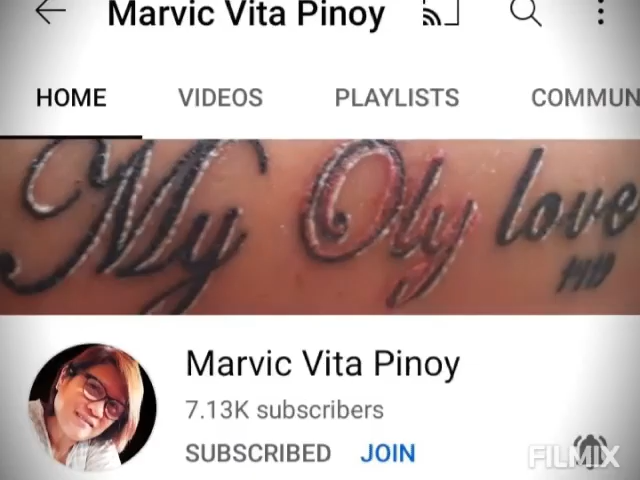 Marvic Vita Pinoy
HOME VIDEOS PLAYLISTS COMMUN
My Oly love
Marvic Vita Pinoy
7.13K subscribers
SUBSCRIBED JOIN
FILMIX